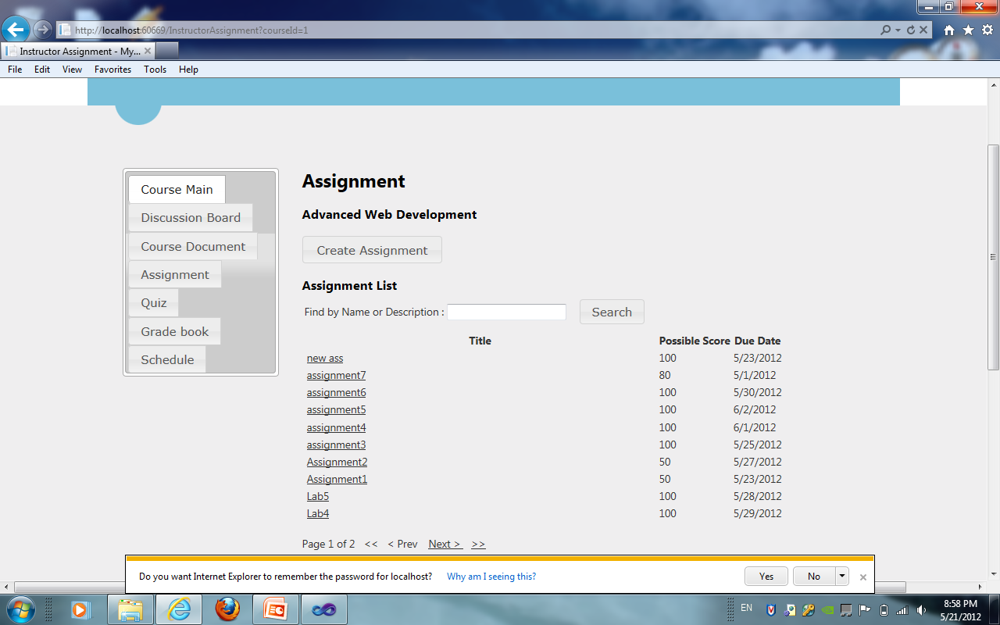 http://localhost:60669/InstructorAssignment?courseId=1
Instructor Assignment - My...
File Edit View Favorites Tools Help
Course Main
Discussion Board
Course Document
Assignment
Quiz
Grade book
Schedule
Assignment
Advanced Web Development
Create Assignment
Assignment List
Find by Name or Description : Search
Title Possible Score Due Date
new ass 100 5/23/2012
assignment7 80 5/1/2012
assignment6 100 5/30/2012
assignment5 100 6/2/2012
assignment4 100 6/1/2012
assignment3 100 5/25/2012
Assignment2 50 5/27/2012
Assignment1 50 5/23/2012
Lab5 100 5/28/2012
Lab4 100 5/29/2012
Page 1 of 2 << < Prev Next > >>
Do you want Internet Explorer to remember the password for localhost? Why am I seeing this? Yes No
EN 8:58 PM
5/21/2012